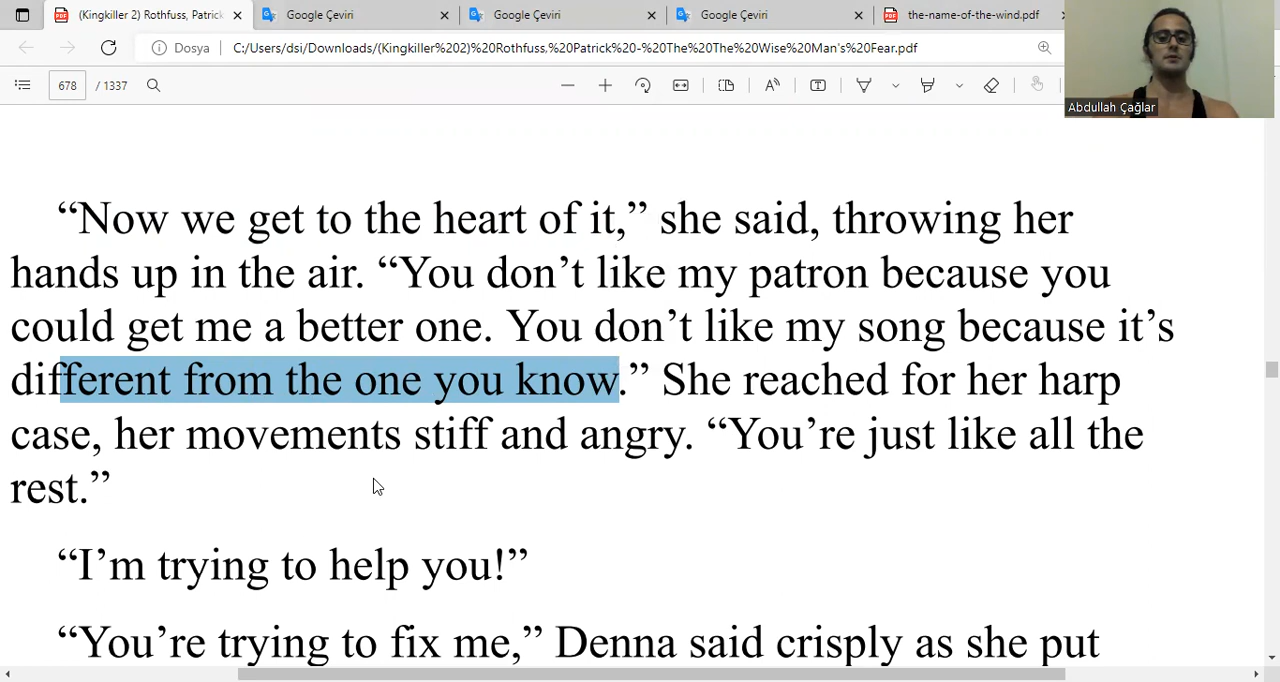 (Kingkiller 2) Rothfuss, Patrick
Google Çeviri
Google Çeviri
Google Çeviri
the-name-of-the-wind.pdf
Dosya
C:/Users/dsi/Downloads/(Kingkiller%202)%20Rothfuss,%20Patrick%20-%20The%20The%20Wise%20Man's%20Fear.pdf
678 / 1337
Abdullah Çağlar
“Now we get to the heart of it,” she said, throwing her
hands up in the air. “You don’t like my patron because you
could get me a better one. You don’t like my song because it’s
different from the one you know.” She reached for her harp
case, her movements stiff and angry. “You’re just like all the
rest.”
“I’m trying to help you!”
“You’re trying to fix me,” Denna said crisply as she put